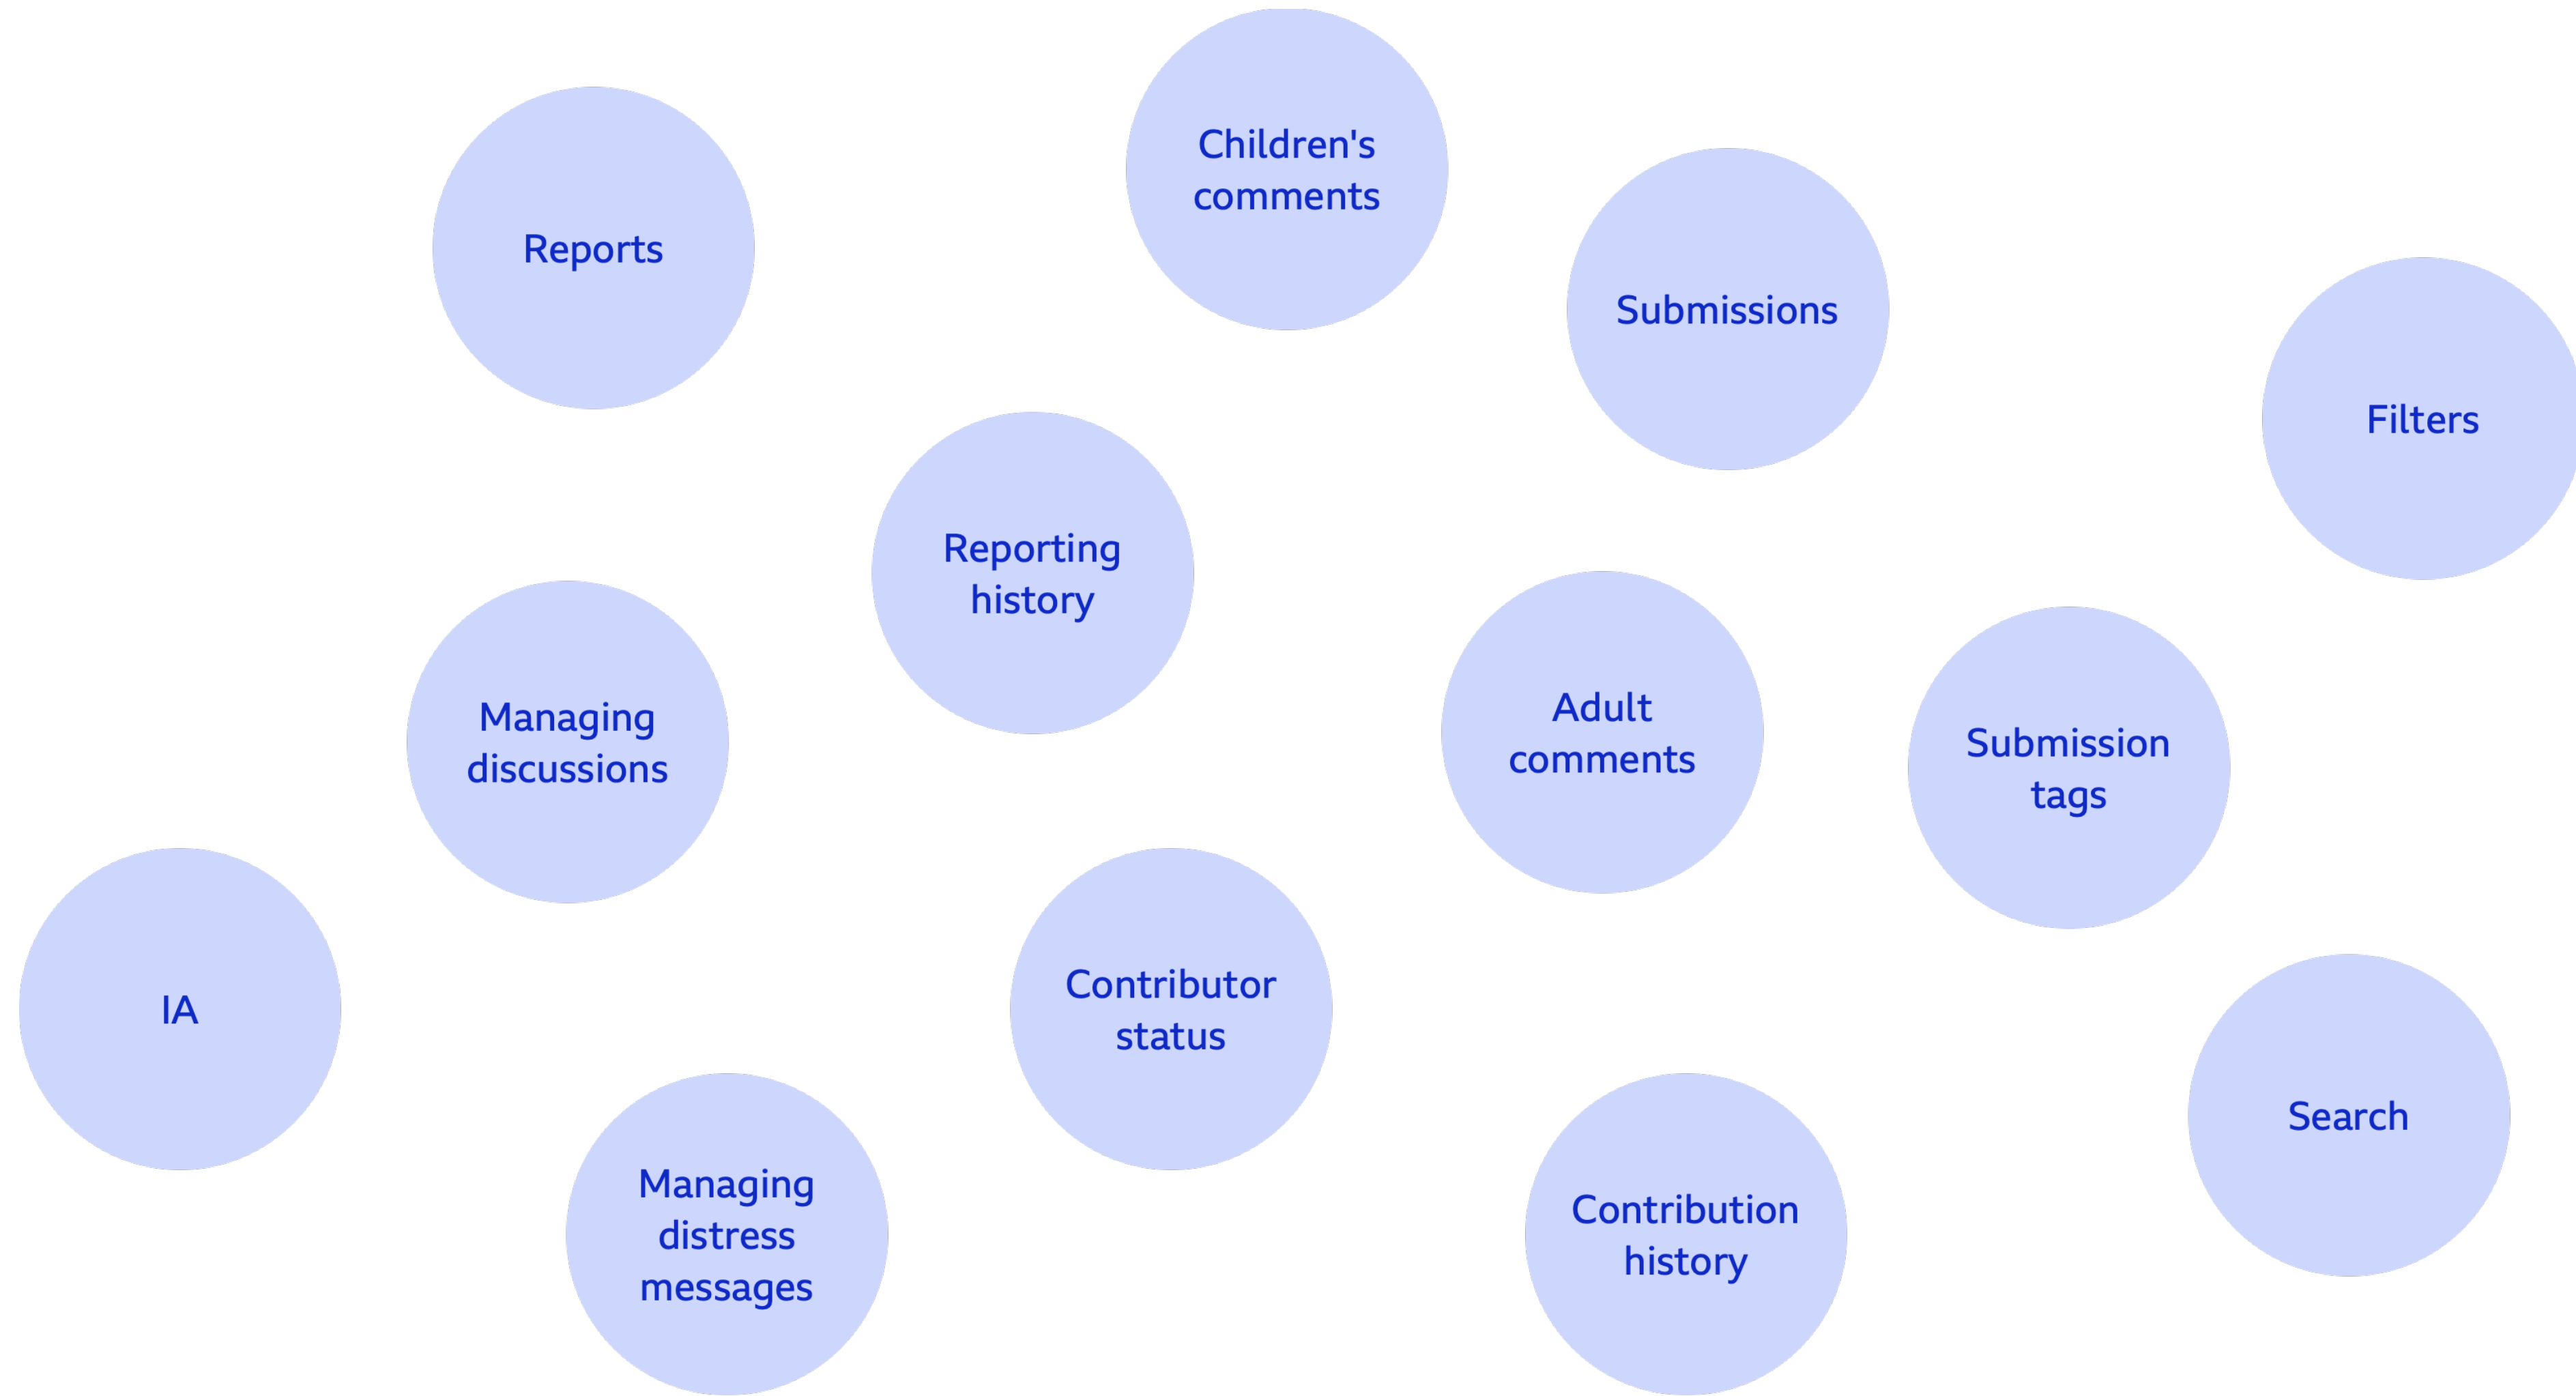 Children's
comments
Reports
Submissions
Filters
Reporting
history
Managing
discussions
Adult
comments
Submission
tags
IA
Contributor
status
Search
Managing
distress
messages
Contribution
history